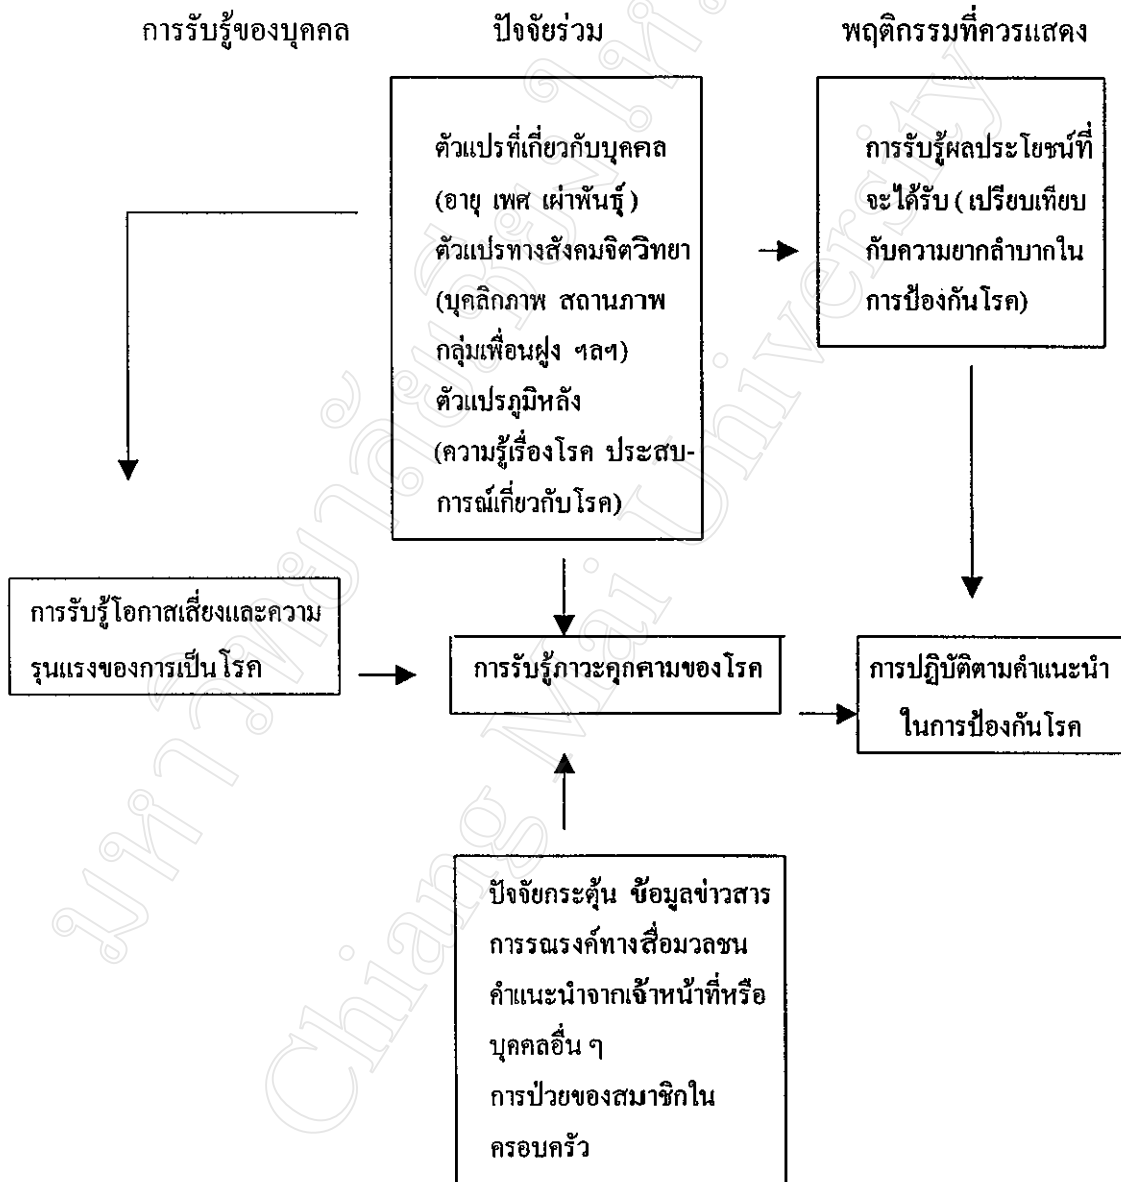 การรับรู้ของบุคคล
ปัจจัยร่วม
พฤติกรรมที่ควรแสดง
ตัวแปรที่เกี่ยวกับบุคคล
(อายุ เพศ เผ่าพันธุ์)
ตัวแปรทางสังคมจิตวิทยา
(บุคลิกภาพ สถานภาพ
กลุ่มเพื่อนฝูง ฯลฯ)
ตัวแปรภูมิหลัง
(ความรู้เรื่องโรค ประสบ-
การณ์เกี่ยวกับโรค)
การรับรู้ผลประโยชน์ที่
จะได้รับ (เปรียบเทียบ
กับความยากลำบากใน
การป้องกันโรค)
การรับรู้โอกาสเสี่ยงและความ
รุนแรงของการเป็นโรค
การรับรู้ภาวะคุกคามของโรค
การปฏิบัติตามคำแนะนำ
ในการป้องกันโรค
ปัจจัยกระตุ้น ข้อมูลข่าวสาร
การรณรงค์ทางสื่อมวลชน
คำแนะนำจากเจ้าหน้าที่หรือ
บุคคลอื่น ๆ
การป่วยของสมาชิกใน
ครอบครัว
มหาวิทยาลัยเชียงให
Chiang Mai University